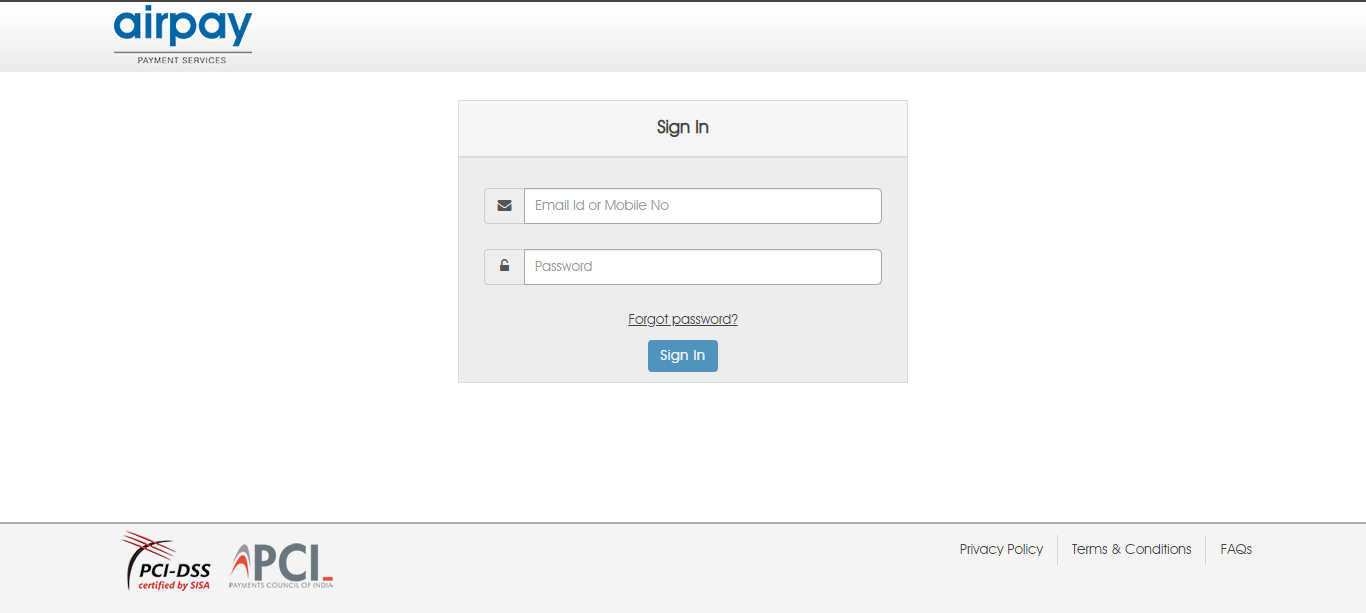 airpay
PAYMENT SERVICES
Sign In
Email Id or Mobile No
Password
Forgot password?
Sign In
PCI-DSS
certified by SISA
PCI
PAYMENTS COUNCIL OF INDIA
Privacy Policy
Terms & Conditions
FAQs